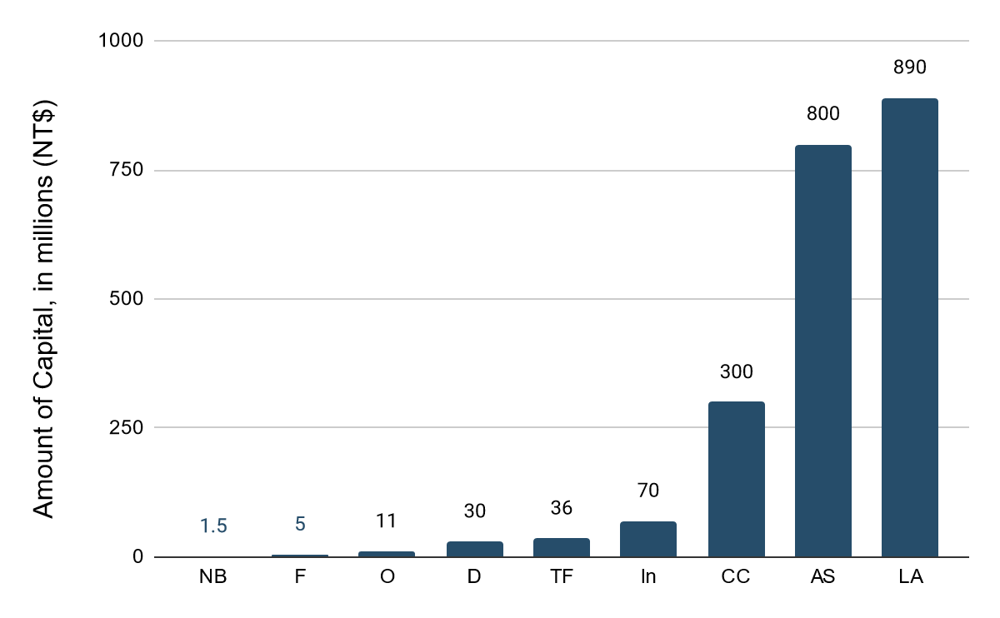 Amount of Capital, in millions (NT$)
1000
750
500
250
0
1.5
5
11
30
36
70
300
800
890
NB
F
O
D
TF
In
CC
AS
LA